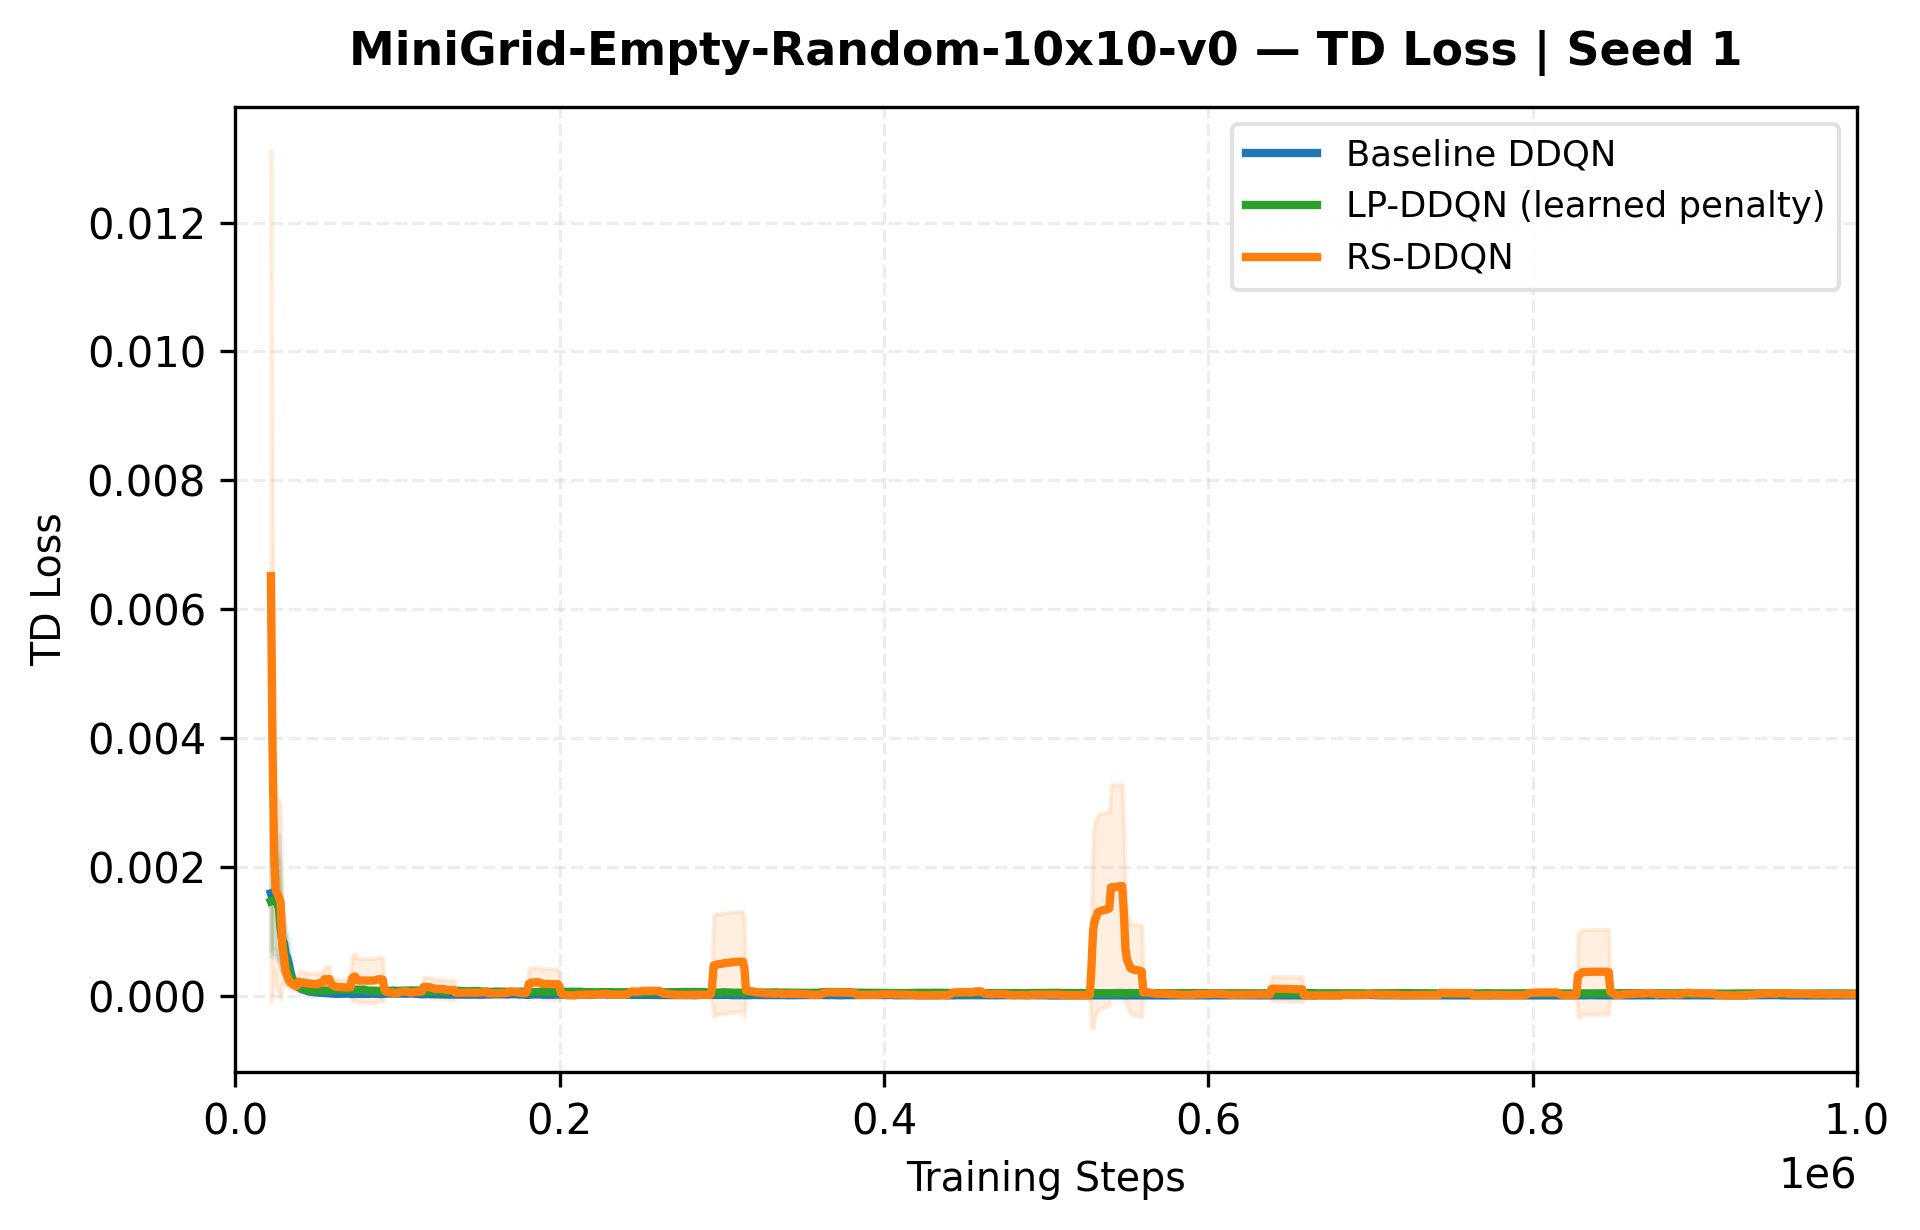 MiniGrid-Empty-Random-10x10-v0 — TD Loss | Seed 1
Baseline DDQN
LP-DDQN (learned penalty)
RS-DDQN
0.012
0.010
0.008
0.006
0.004
0.002
0.000
TD Loss
0.0 0.2 0.4 0.6 0.8 1.0
1e6
Training Steps